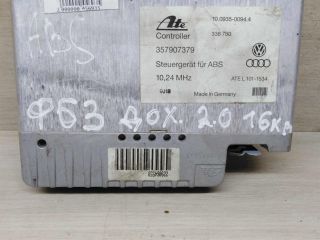 Ate
10.0935-0094.4
Controller
338 780
357907379
Steuergerät für ABS
10,24 MHz
ATE L 101-1534
Made in Germany
ABS
ФБЗ ДОХ. 2.0 16кл